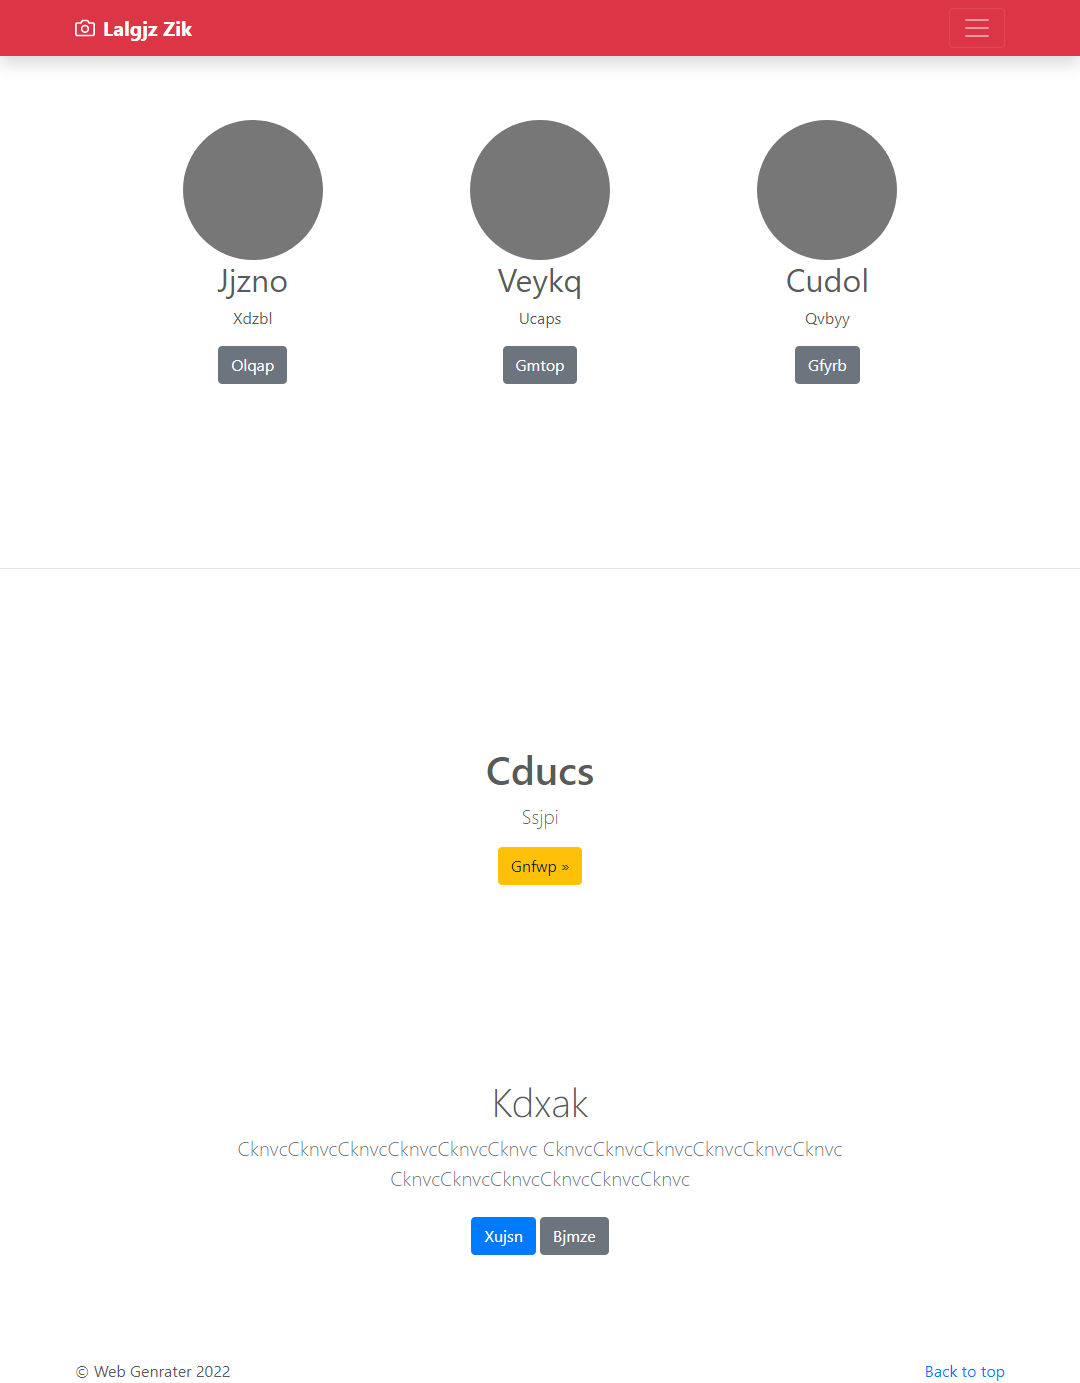 Lalgjz Zik
Jjzno
Veykq
Cudol
Xdzbl
Ucaps
Qvbyy
Olqap
Gmtop
Gfyrb
Cducs
Ssjpi
Gnfwp »
Kdxak
CknvcCknvcCknvcCknvcCknvcCknvc CknvcCknvcCknvcCknvcCknvcCknvc
CknvcCknvcCknvcCknvcCknvcCknvc
Xujsn
Bjmze
© Web Genrater 2022
Back to top